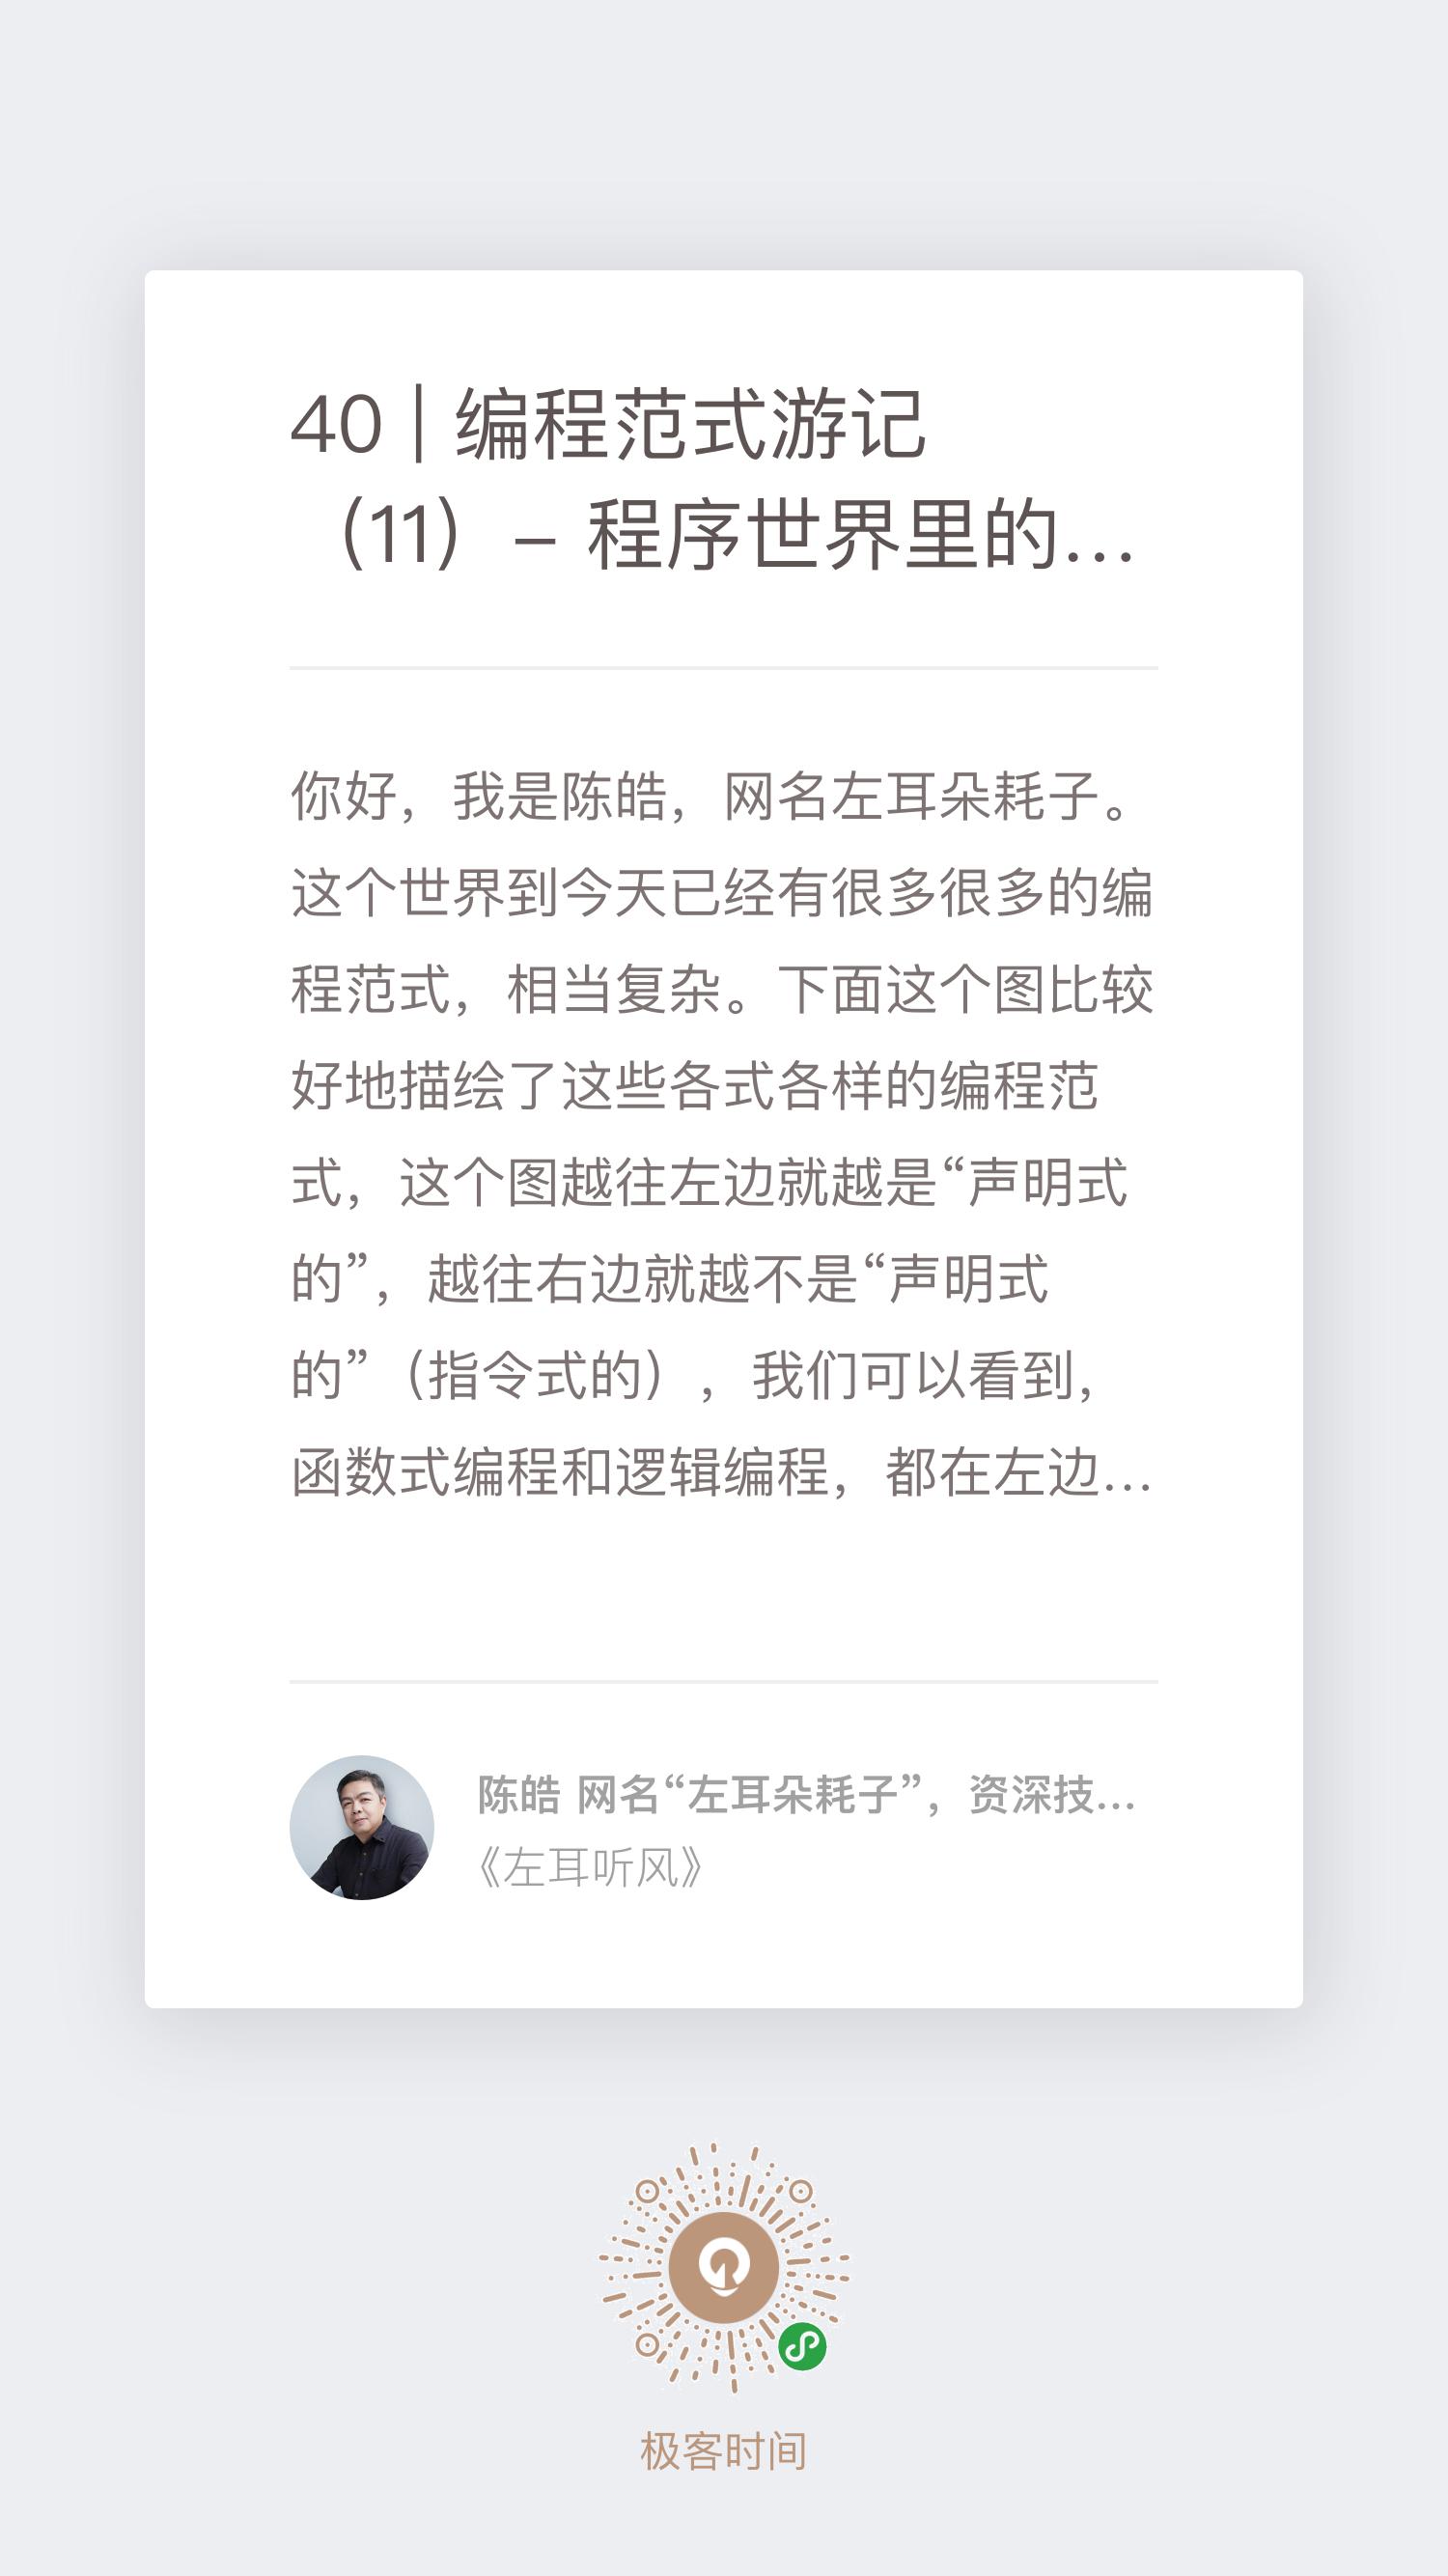 40 | 编程范式游记
（11）- 程序世界里的…
你好，我是陈皓，网名左耳朵耗子。
这个世界到今天已经有很多很多的编
程范式，相当复杂。下面这个图比较
好地描绘了这些各式各样的编程范
式，这个图越往左边就越是“声明式
的”，越往右边就越不是“声明式
的”（指令式的），我们可以看到，
函数式编程和逻辑编程，都在左边…
陈皓 网名“左耳朵耗子”，资深技…
《左耳听风》
极客时间